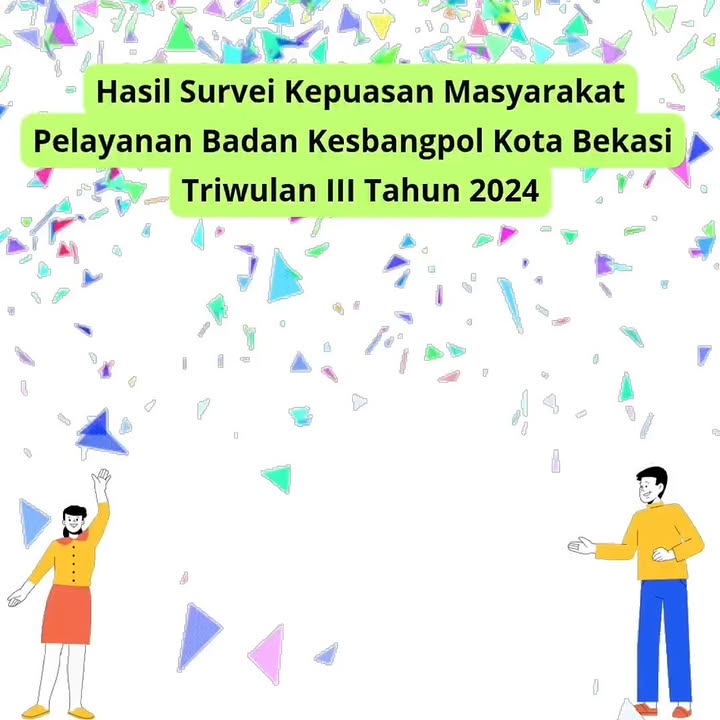 Hasil Survei Kepuasan Masyarakat
Pelayanan Badan Kesbangpol Kota Bekasi
Triwulan III Tahun 2024